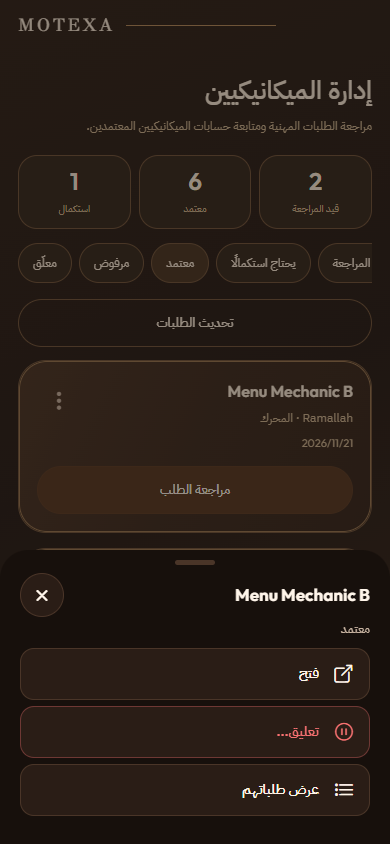 MOTEXA
إدارة الميكانيكيين
مراجعة الطلبات المهنية ومتابعة حسابات الميكانيكيين المعتمدين.
2
قيد المراجعة
6
معتمد
1
استكمال
المراجعة
يحتاج استكمالًا
معتمد
مرفوض
معلّق
تحديث الطلبات
Menu Mechanic B
Ramallah · المحرك
2026/11/21
مراجعة الطلب
Menu Mechanic B
معتمد
فتح
تعليق...
عرض طلباتهم